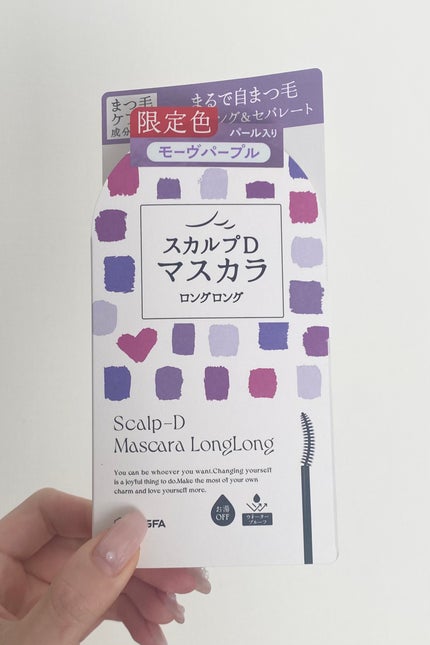 まつ毛
ケア
成分
まるで自まつ毛
ング&セパレート
限定色
パール入り
モーヴパープル
スカルプD
マスカラ
ロングロング
Scalp-D
Mascara LongLong
You can be whoever you want.Changing yourself
is a joyful thing to do.Make the most of your own
charm and love yourself more.
お湯
OFF
ウォーター
プルーフ
GFA